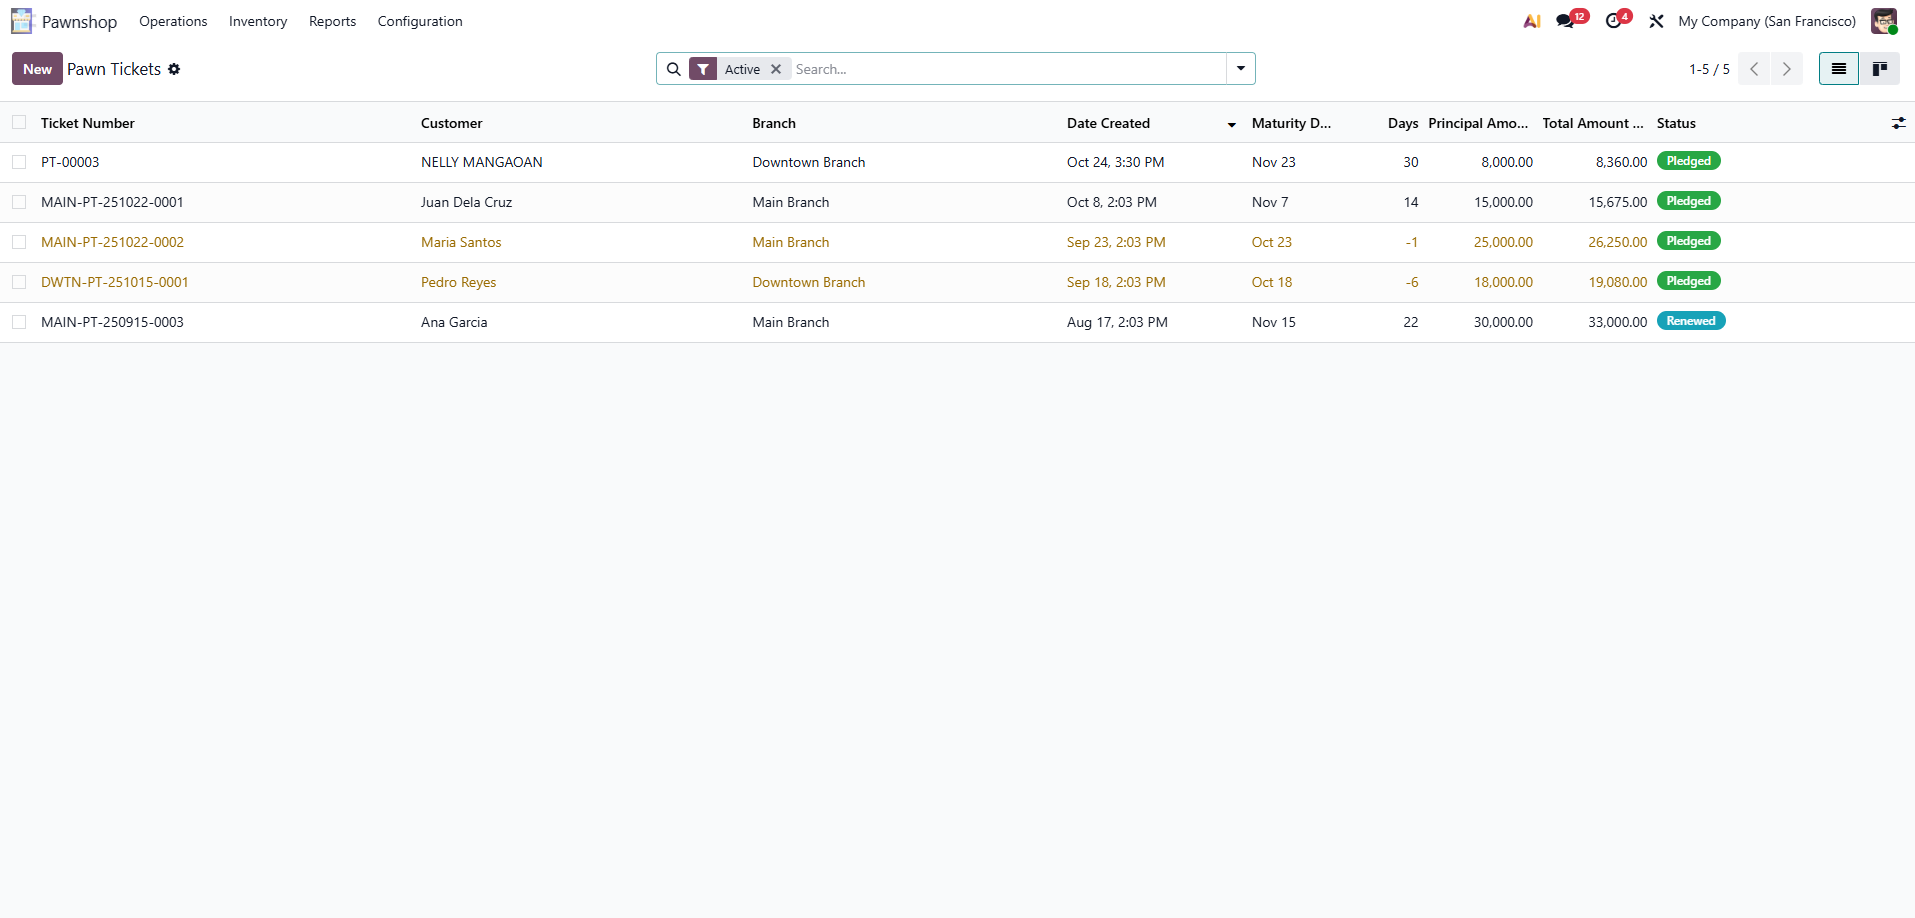 Pawnshop Operations Inventory Reports Configuration AI 12 4 My Company (San Francisco)
New Pawn Tickets Active Search... 1-5 / 5
Ticket Number Customer Branch Date Created Maturity D... Days Principal Amo... Total Amount ... Status
PT-00003 NELLY MANGAOAN Downtown Branch Oct 24, 3:30 PM Nov 23 30 8,000.00 8,360.00 Pledged
MAIN-PT-251022-0001 Juan Dela Cruz Main Branch Oct 8, 2:03 PM Nov 7 14 15,000.00 15,675.00 Pledged
MAIN-PT-251022-0002 Maria Santos Main Branch Sep 23, 2:03 PM Oct 23 -1 25,000.00 26,250.00 Pledged
DWTN-PT-251015-0001 Pedro Reyes Downtown Branch Sep 18, 2:03 PM Oct 18 -6 18,000.00 19,080.00 Pledged
MAIN-PT-250915-0003 Ana Garcia Main Branch Aug 17, 2:03 PM Nov 15 22 30,000.00 33,000.00 Renewed